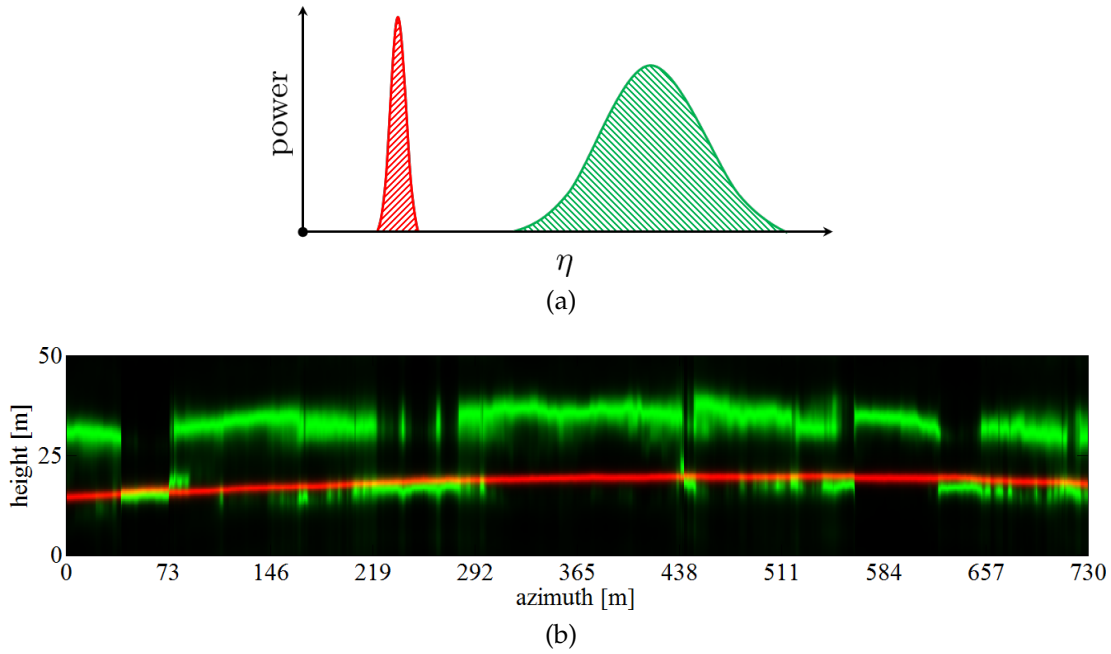 power
η
(a)
50
25
0
height [m]
0 73 146 219 292 365 438 511 584 657 730
azimuth [m]
(b)